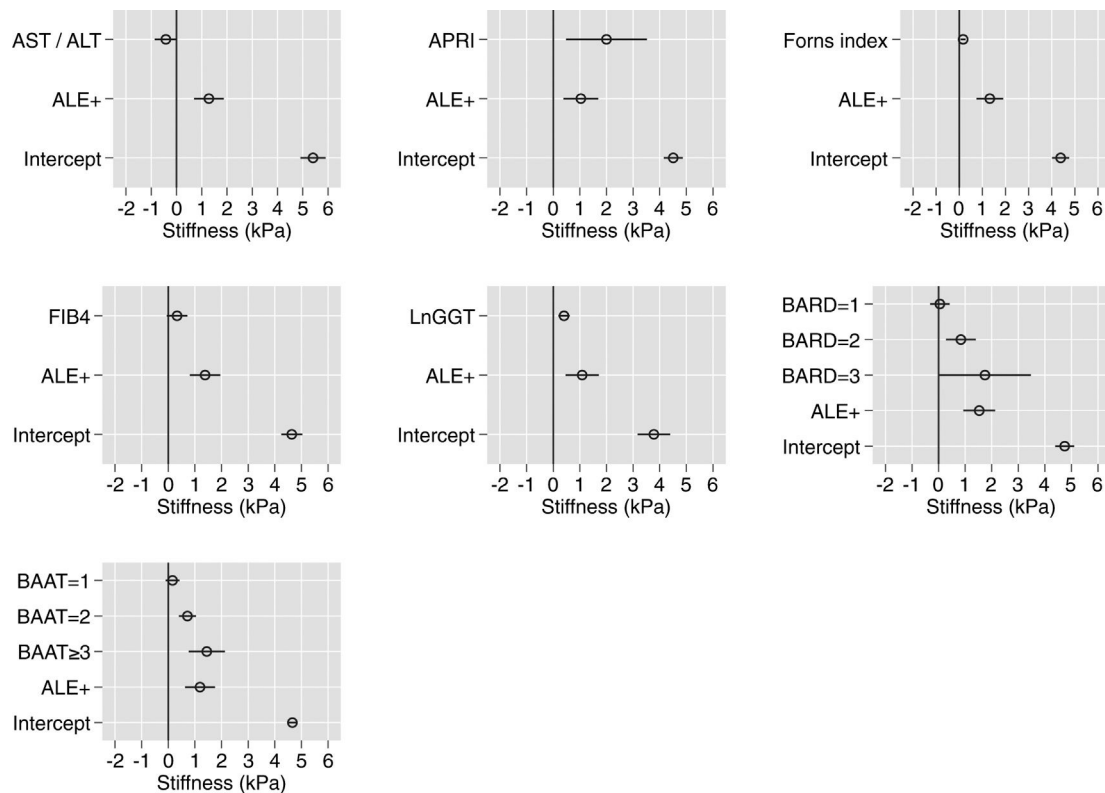 AST / ALT
ALE+
Intercept
-2 -1 0 1 2 3 4 5 6
Stiffness (kPa)
APRI
ALE+
Intercept
-2 -1 0 1 2 3 4 5 6
Stiffness (kPa)
Forns index
ALE+
Intercept
-2 -1 0 1 2 3 4 5 6
Stiffness (kPa)
FIB4
ALE+
Intercept
-2 -1 0 1 2 3 4 5 6
Stiffness (kPa)
LnGGT
ALE+
Intercept
-2 -1 0 1 2 3 4 5 6
Stiffness (kPa)
BARD=1
BARD=2
BARD=3
ALE+
Intercept
-2 -1 0 1 2 3 4 5 6
Stiffness (kPa)
BAAT=1
BAAT=2
BAAT≥3
ALE+
Intercept
-2 -1 0 1 2 3 4 5 6
Stiffness (kPa)